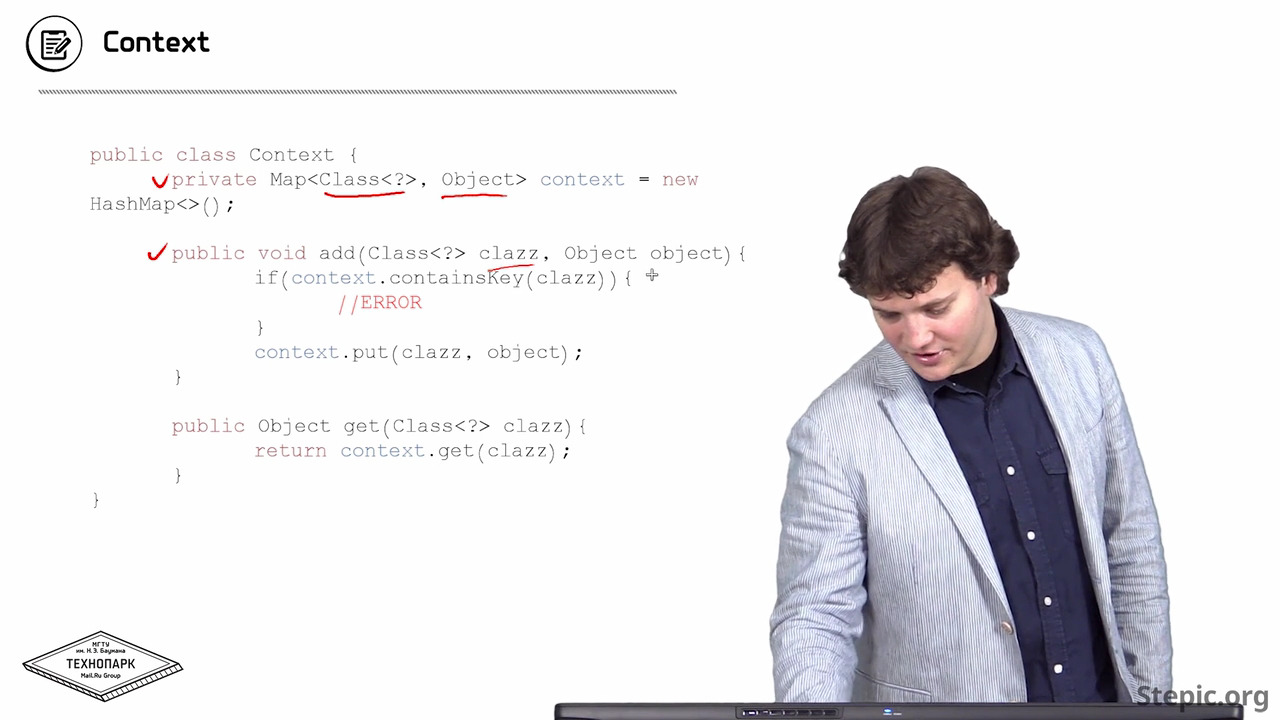 Context
public class Context {
private Map<Class<?>, Object> context = new
HashMap<>();
public void add(Class<?> clazz, Object object){
if(context.containsKey(clazz)){
//ERROR
}
context.put(clazz, object);
}
public Object get(Class<?> clazz){
return context.get(clazz);
}
}
МГТУ
им. Н.Э. Баумана
ТЕХНОПАРК
Mail.Ru Group
Stepic.org